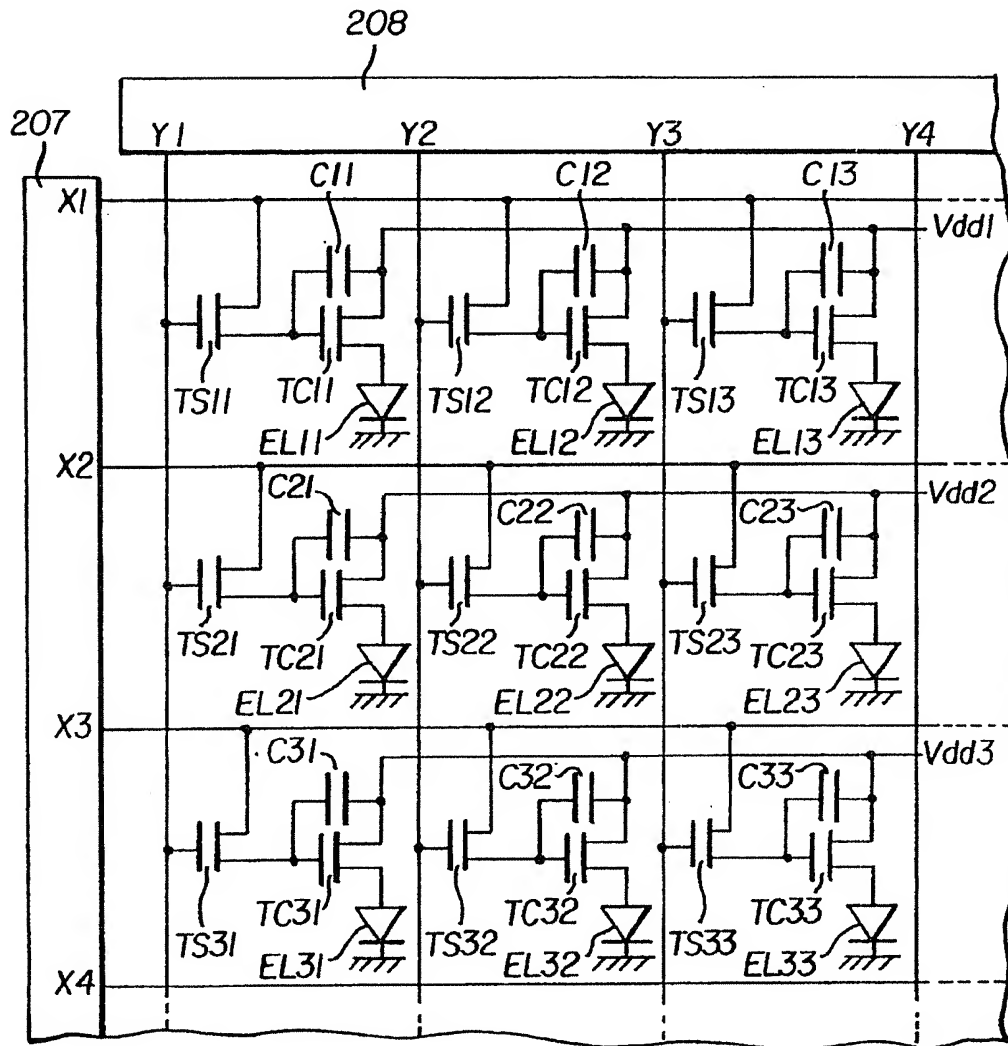 208
207
Y1 Y2 Y3 Y4
C11 C12 C13
X1
Vdd1
TS11 TC11 TS12 TC12 TS13 TC13
EL11 EL12 EL13
X2
C21 C22 C23 Vdd2
TS21 TC21 TS22 TC22 TS23 TC23
EL21 EL22 EL23
X3
C31 C32 C33 Vdd3
TS31 TC31 TS32 TC32 TS33 TC33
EL31 EL32 EL33
X4